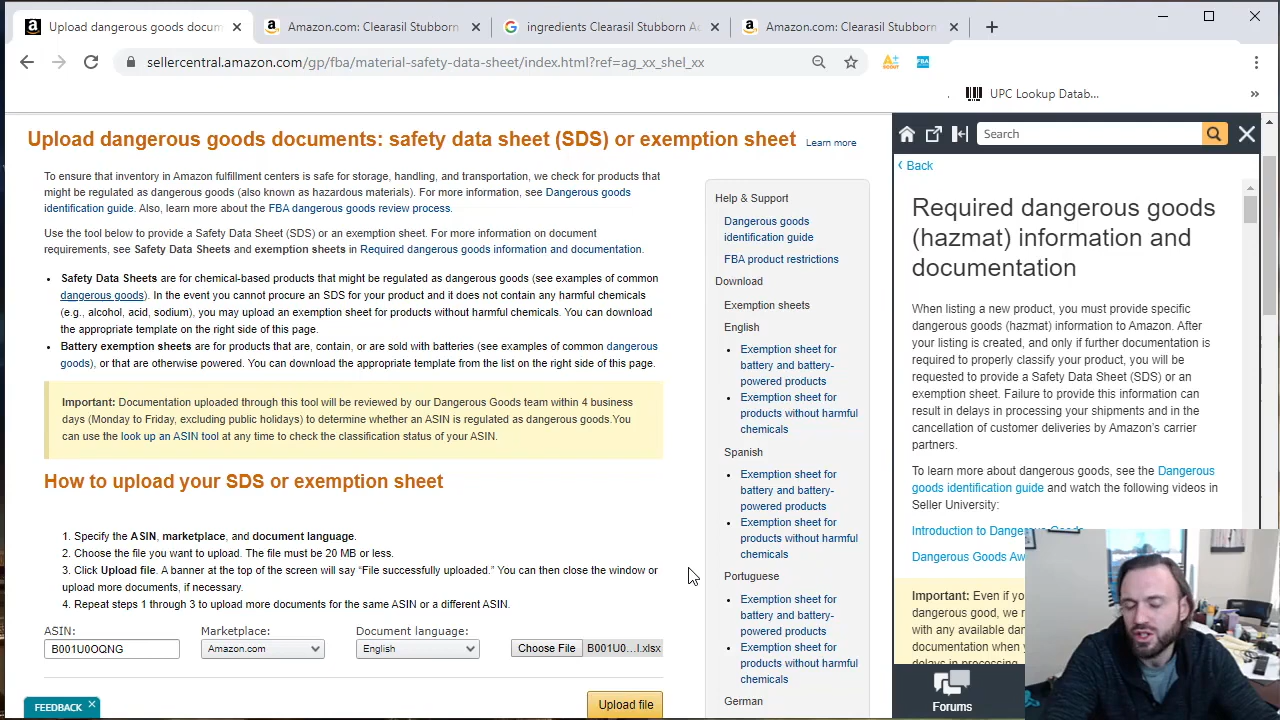 Upload dangerous goods docum
Amazon.com: Clearasil Stubborn
ingredients Clearasil Stubborn Ac
Amazon.com: Clearasil Stubborn
sellercentral.amazon.com/gp/fba/material-safety-data-sheet/index.html?ref=ag_xx_shel_xx
A+
SCOUT
FBA
UPC Lookup Datab...
Upload dangerous goods documents: safety data sheet (SDS) or exemption sheet
Learn more
To ensure that inventory in Amazon fulfillment centers is safe for storage, handling, and transportation, we check for products that
might be regulated as dangerous goods (also known as hazardous materials). For more information, see Dangerous goods
identification guide. Also, learn more about the FBA dangerous goods review process.
Use the tool below to provide a Safety Data Sheet (SDS) or an exemption sheet. For more information on document
requirements, see Safety Data Sheets and exemption sheets in Required dangerous goods information and documentation.
• Safety Data Sheets are for chemical-based products that might be regulated as dangerous goods (see examples of common
dangerous goods). In the event you cannot procure an SDS for your product and it does not contain any harmful chemicals
(e.g., alcohol, acid, sodium), you may upload an exemption sheet for products without harmful chemicals. You can download
the appropriate template on the right side of this page.
• Battery exemption sheets are for products that are, contain, or are sold with batteries (see examples of common dangerous
goods), or that are otherwise powered. You can download the appropriate template from the list on the right side of this page.
Important: Documentation uploaded through this tool will be reviewed by our Dangerous Goods team within 4 business
days (Monday to Friday, excluding public holidays) to determine whether an ASIN is regulated as dangerous goods.You
can use the look up an ASIN tool at any time to check the classification status of your ASIN.
How to upload your SDS or exemption sheet
1. Specify the ASIN, marketplace, and document language.
2. Choose the file you want to upload. The file must be 20 MB or less.
3. Click Upload file. A banner at the top of the screen will say “File successfully uploaded.” You can then close the window or
upload more documents, if necessary.
4. Repeat steps 1 through 3 to upload more documents for the same ASIN or a different ASIN.
ASIN:
Marketplace:
Document language:
B001U0OQNG
Amazon.com
English
Choose File
B001U0...l.xlsx
FEEDBACK
Upload file
Help & Support
Dangerous goods
identification guide
FBA product restrictions
Download
Exemption sheets
English
• Exemption sheet for
battery and battery-
powered products
• Exemption sheet for
products without harmful
chemicals
Spanish
• Exemption sheet for
battery and battery-
powered products
• Exemption sheet for
products without harmful
chemicals
Portuguese
• Exemption sheet for
battery and battery-
powered products
• Exemption sheet for
products without harmful
chemicals
German
Search
Back
Required dangerous goods
(hazmat) information and
documentation
When listing a new product, you must provide specific
dangerous goods (hazmat) information to Amazon. After
your listing is created, and only if further documentation is
required to properly classify your product, you will be
requested to provide a Safety Data Sheet (SDS) or an
exemption sheet. Failure to provide this information can
result in delays in processing your shipments and in the
cancellation of customer deliveries by Amazon’s carrier
partners.
To learn more about dangerous goods, see the Dangerous
goods identification guide and watch the following videos in
Seller University:
Introduction to Dangerous Goods
Dangerous Goods Aw
Important: Even if yo
dangerous good, we r
with any available dan
documentation when y
delays in processing
Forums